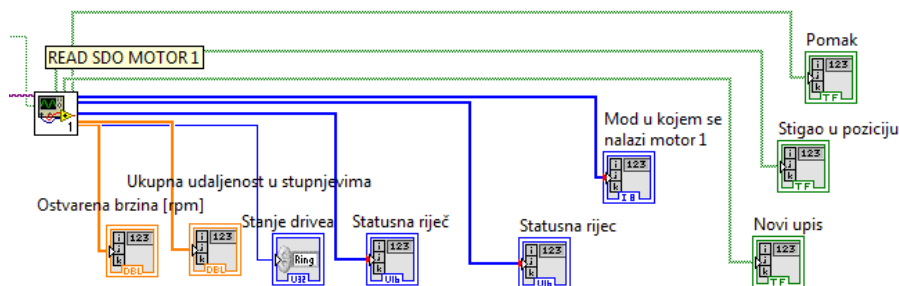 Pomak
READ SDO MOTOR 1
i
j
k
123
TF
1
Mod u kojem se
nalazi motor 1
Stigao u poziciju
i
j
k
123
I8
i
j
k
123
TF
Ukupna udaljenost u stupnjevima
Ostvarena brzina [rpm]
Stanje drivea
Statusna riječ
Statusna rijec
Novi upis
i
j
k
123
DBL
i
j
k
123
DBL
Ring
U32
i
j
k
123
U16
i
j
k
123
U16
i
j
k
123
TF